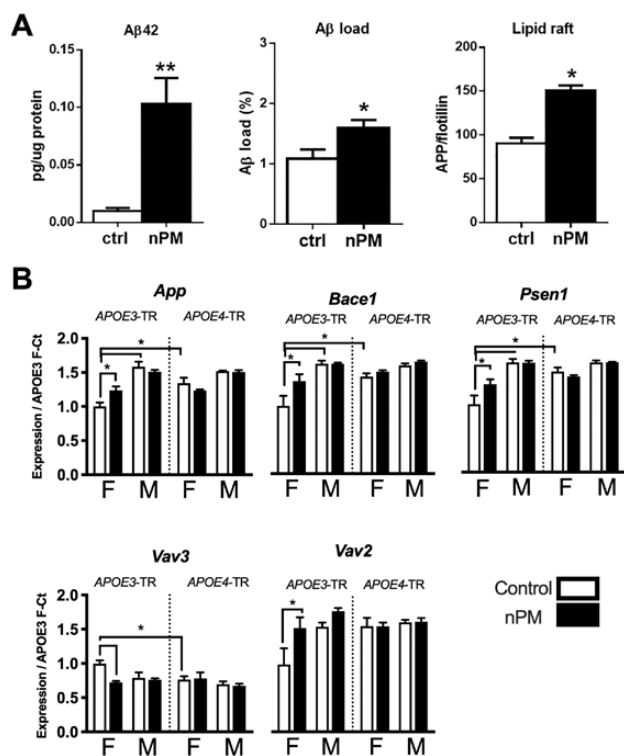 A
Aβ42
Aβ load
Lipid raft
pg/ug protein
0.15
0.10
0.05
0.00
**
ctrl nPM
Aβ load (%)
3
2
1
0
*
ctrl nPM
APP/flotillin
200
150
100
50
0
*
ctrl nPM
B
App
Bace1
Psen1
APOE3-TR APOE4-TR
APOE3-TR APOE4-TR
APOE3-TR APOE4-TR
Expression / APOE3 F-Ct
2.0
1.5
1.0
0.5
0.0
*
*
F M F M
*
*
F M F M
*
*
F M F M
Vav3
Vav2
APOE3-TR APOE4-TR
APOE3-TR APOE4-TR
Expression / APOE3 F-Ct
2.0
1.5
1.0
0.5
0.0
*
F M F M
*
F M F M
Control
nPM